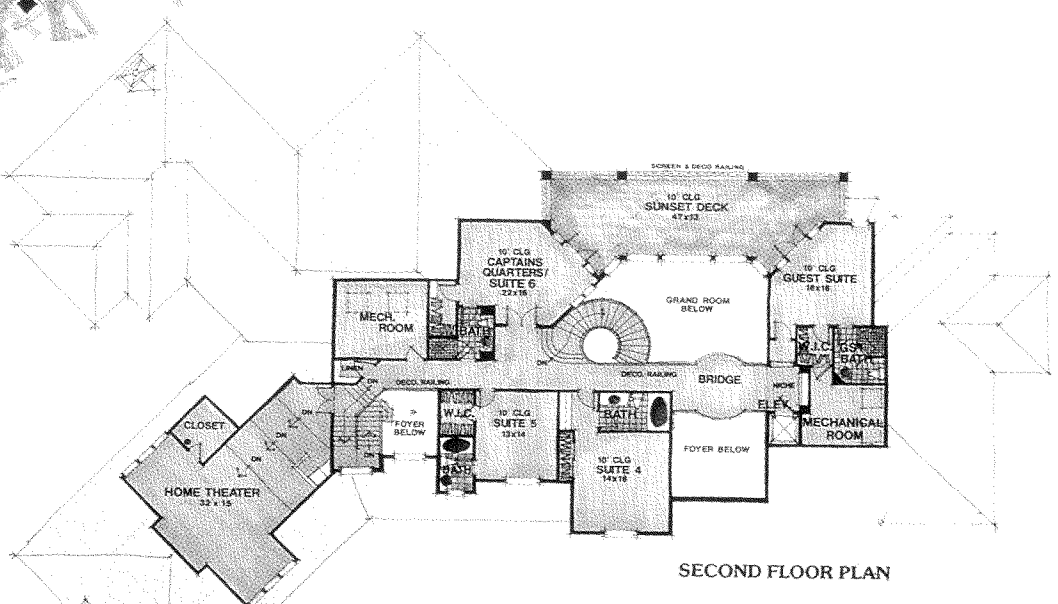 SCREEN & DECO RAILING
10' CLG
SUNSET DECK
47x13
10' CLG
CAPTAINS
QUARTERS/
SUITE 6
22x16
10' CLG
GUEST SUITE
16x16
GRAND ROOM
BELOW
MECH.
ROOM
BATH
W.I.C.
GST.
BATH
LINEN
DN
DN
DECO. RAILING
DECO. RAILING
BRIDGE
NICHE
ELEV.
MECHANICAL
ROOM
DN
FOYER
BELOW
W.I.C.
10' CLG
SUITE 5
13x14
BATH
BATH
10' CLG
SUITE 4
14x18
FOYER BELOW
CLOSET
DN
DN
DN
HOME THEATER
32 x 15
SECOND FLOOR PLAN